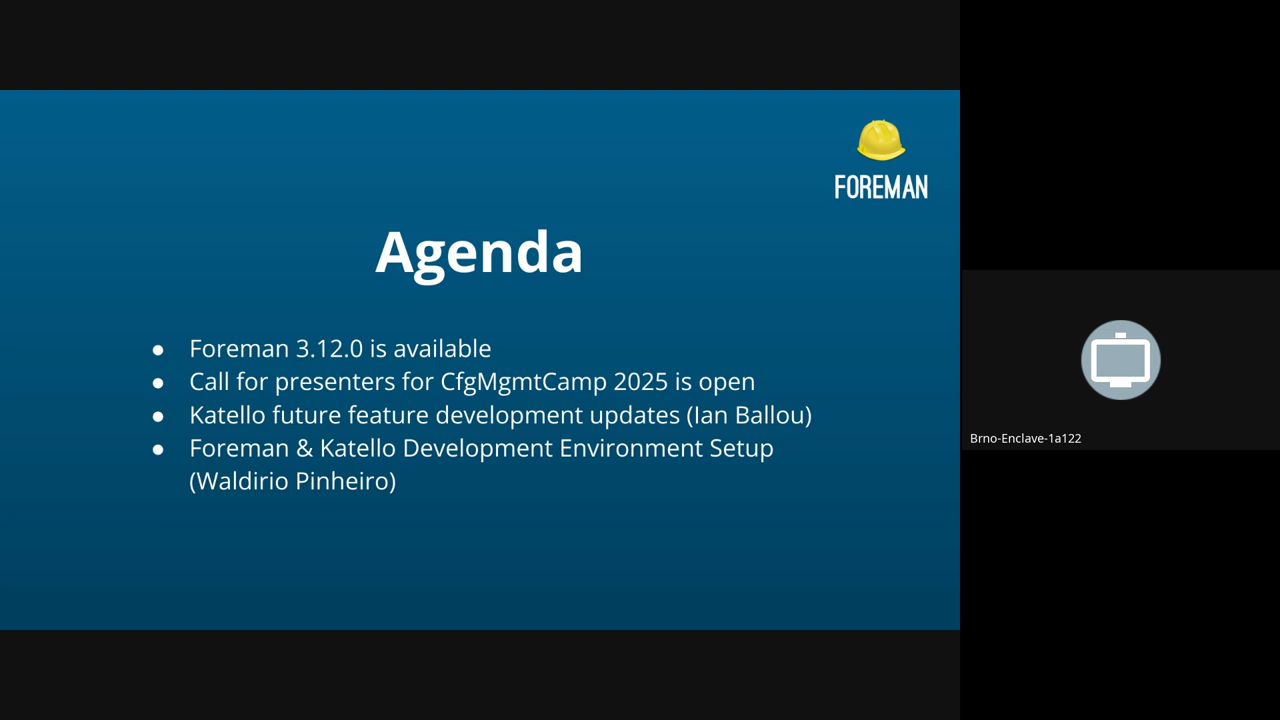 FOREMAN
Agenda
● Foreman 3.12.0 is available
● Call for presenters for CfgMgmtCamp 2025 is open
● Katello future feature development updates (Ian Ballou)
● Foreman & Katello Development Environment Setup
(Waldirio Pinheiro)
Brno-Enclave-1a122